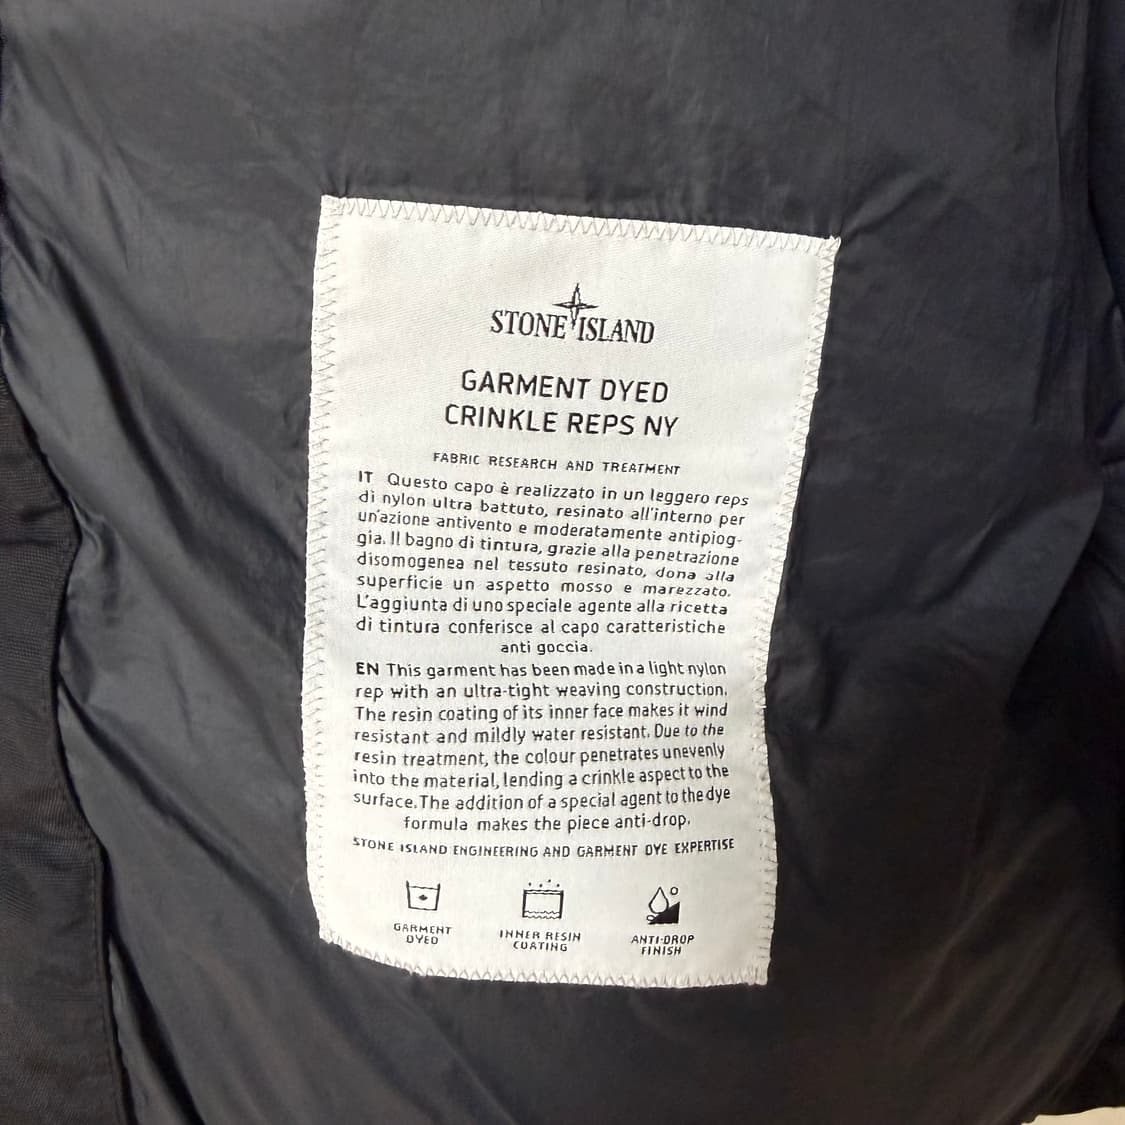 STONE ISLAND
GARMENT DYED
CRINKLE REPS NY
FABRIC RESEARCH AND TREATMENT
IT Questo capo è realizzato in un leggero reps
di nylon ultra battuto, resinato all'interno per
un'azione antivento e moderatamente antipiog-
gia. Il bagno di tintura, grazie alla penetrazione
disomogenea nel tessuto resinato, dona alla
superficie un aspetto mosso e marezzato.
L'aggiunta di uno speciale agente alla ricetta
di tintura conferisce al capo caratteristiche
anti goccia.
EN This garment has been made in a light nylon
rep with an ultra-tight weaving construction.
The resin coating of its inner face makes it wind
resistant and mildly water resistant. Due to the
resin treatment, the colour penetrates unevenly
into the material, lending a crinkle aspect to the
surface. The addition of a special agent to the dye
formula makes the piece anti-drop.
STONE ISLAND ENGINEERING AND GARMENT DYE EXPERTISE
GARMENT
DYED
INNER RESIN
COATING
ANTI-DROP
FINISH